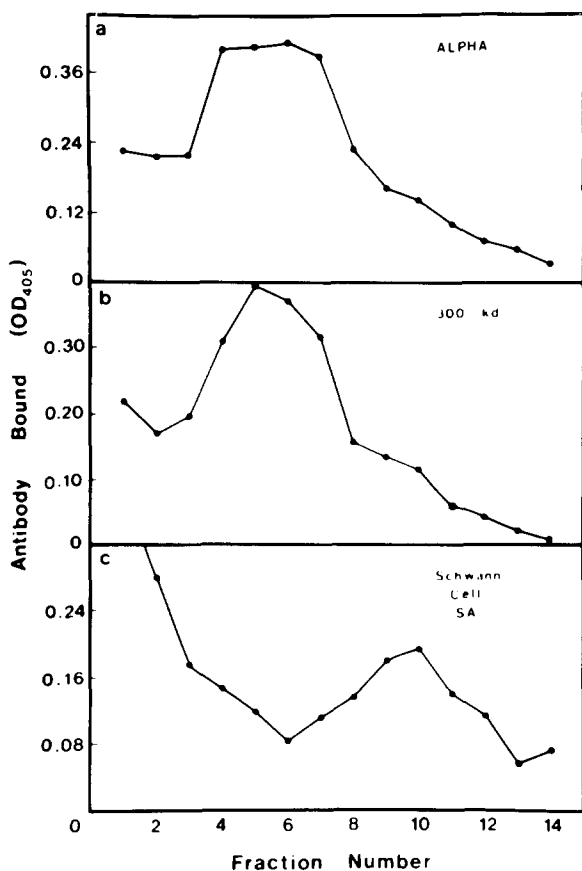 a
ALPHA
0.36
0.24
0.12
0
b
300 kd
0.30
0.20
0.10
0
c
Schwann
Cell
SA
0.24
0.16
0.08
0
2
4
6
8
10
12
14
Antibody Bound (OD405)
Fraction Number